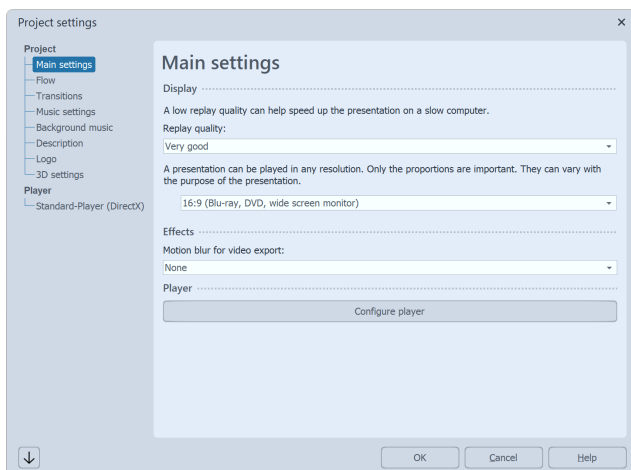 Project settings
Project
Main settings
Flow
Transitions
Music settings
Background music
Description
Logo
3D settings
Player
Standard-Player (DirectX)
Main settings
Display
A low replay quality can help speed up the presentation on a slow computer.
Replay quality:
Very good
A presentation can be played in any resolution. Only the proportions are important. They can vary with
the purpose of the presentation.
16:9 (Blu-ray, DVD, wide screen monitor)
Effects
Motion blur for video export:
None
Player
Configure player
OK
Cancel
Help